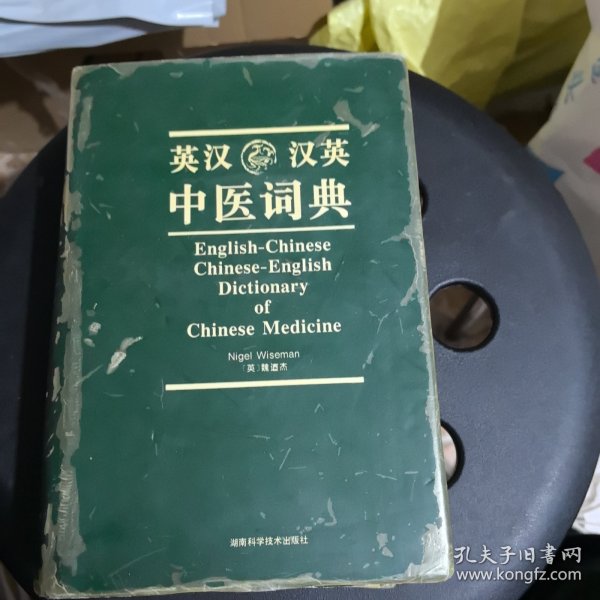 英汉 汉英
中医词典
English-Chinese
Chinese-English
Dictionary
of
Chinese Medicine
Nigel Wiseman
〔英〕魏迺杰
湖南科学技术出版社
孔夫子旧書网
www.kongfz.com